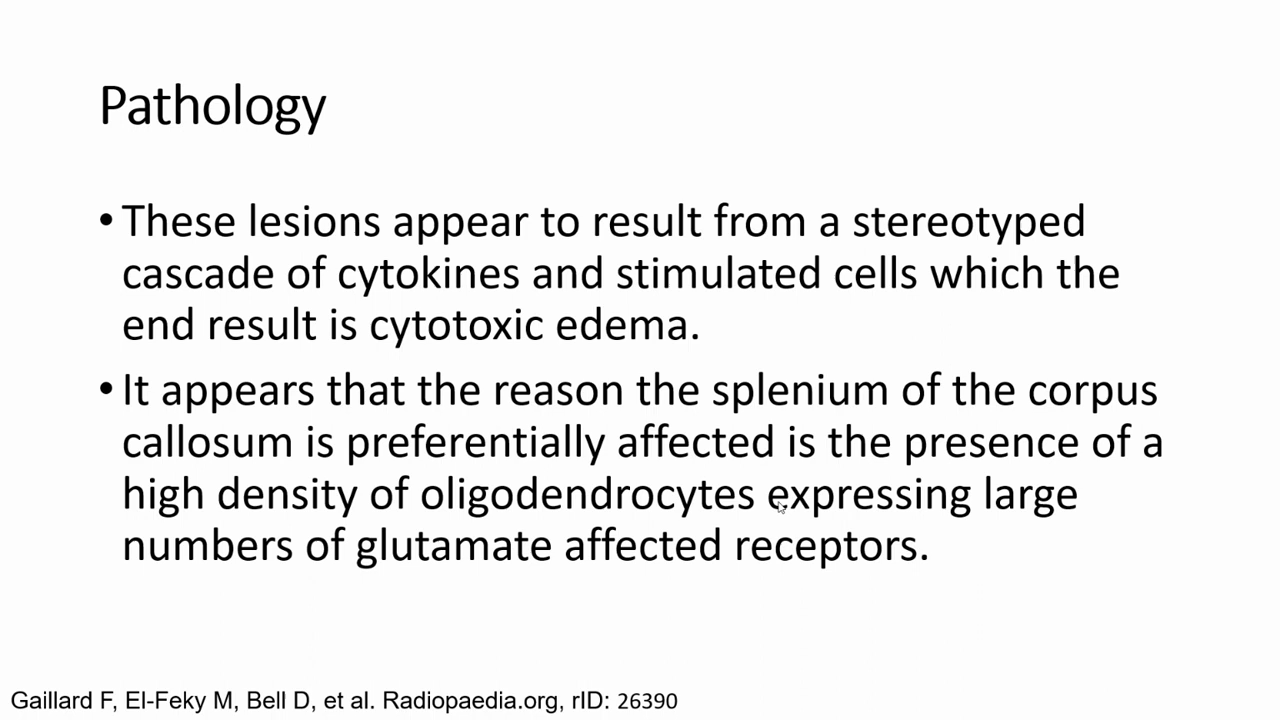 Pathology
•These lesions appear to result from a stereotyped
cascade of cytokines and stimulated cells which the
end result is cytotoxic edema.
•It appears that the reason the splenium of the corpus
callosum is preferentially affected is the presence of a
high density of oligodendrocytes expressing large
numbers of glutamate affected receptors.
Gaillard F, El-Feky M, Bell D, et al. Radiopaedia.org, rID: 26390